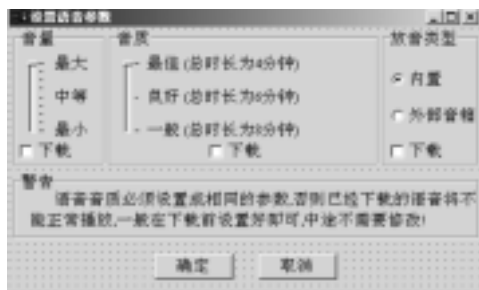 设置语音参数
音量
最大
中等
最小
下载
音质
最佳(总时长为4分钟)
良好(总时长为6分钟)
一般(总时长为8分钟)
下载
放音类型
内置
外部音箱
下载
警告
语音音质必须设置成相同的参数,否则已经下载的语音将不
能正常播放,一般在下载前设置好即可,中途不需要修改!
确定
取消